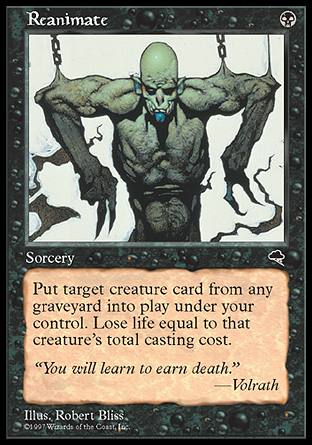 Reanimate
Sorcery
Put target creature card from any
graveyard into play under your
control. Lose life equal to that
creature's total casting cost.
"You will learn to earn death."
—Volrath
Illus. Robert Bliss
©1997 Wizards of the Coast, Inc.